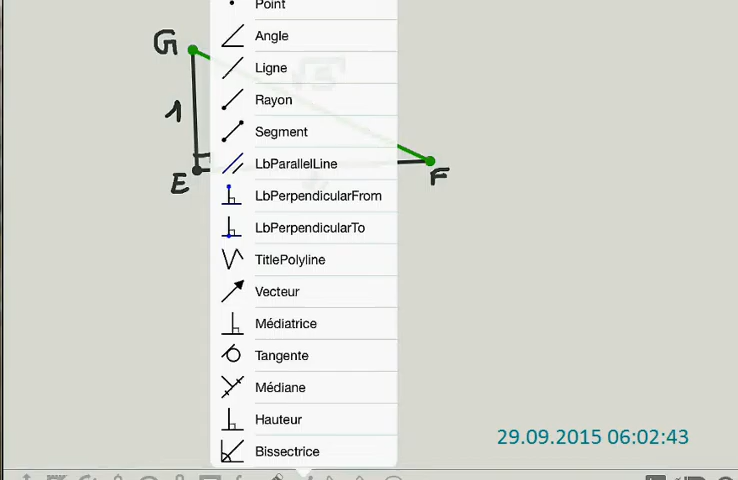 Point
G
Angle
Ligne
1
Rayon
Segment
LbParallelLine
E
F
LbPerpendicularFrom
LbPerpendicularTo
TitlePolyline
Vecteur
Médiatrice
Tangente
Médiane
Hauteur
Bissectrice
29.09.2015 06:02:43